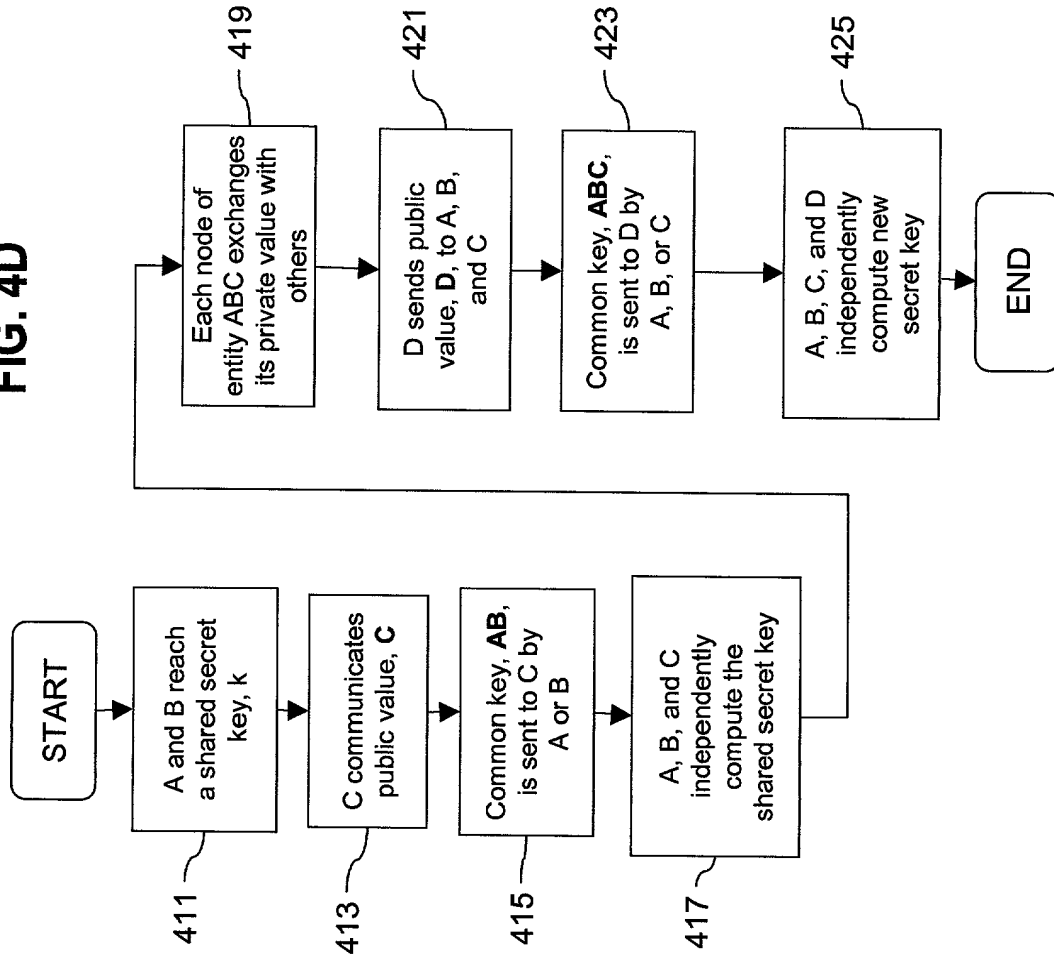 FIG. 4D
START
A and B reach
a shared secret
key, k
411
C communicates
public value, C
413
Common key, AB,
is sent to C by
A or B
415
A, B, and C
independently
compute the
shared secret key
417
Each node of
entity ABC exchanges
its private value with
others
419
D sends public
value, D, to A, B,
and C
421
Common key, ABC,
is sent to D by
A, B, or C
423
A, B, C, and D
independently
compute new
secret key
425
END